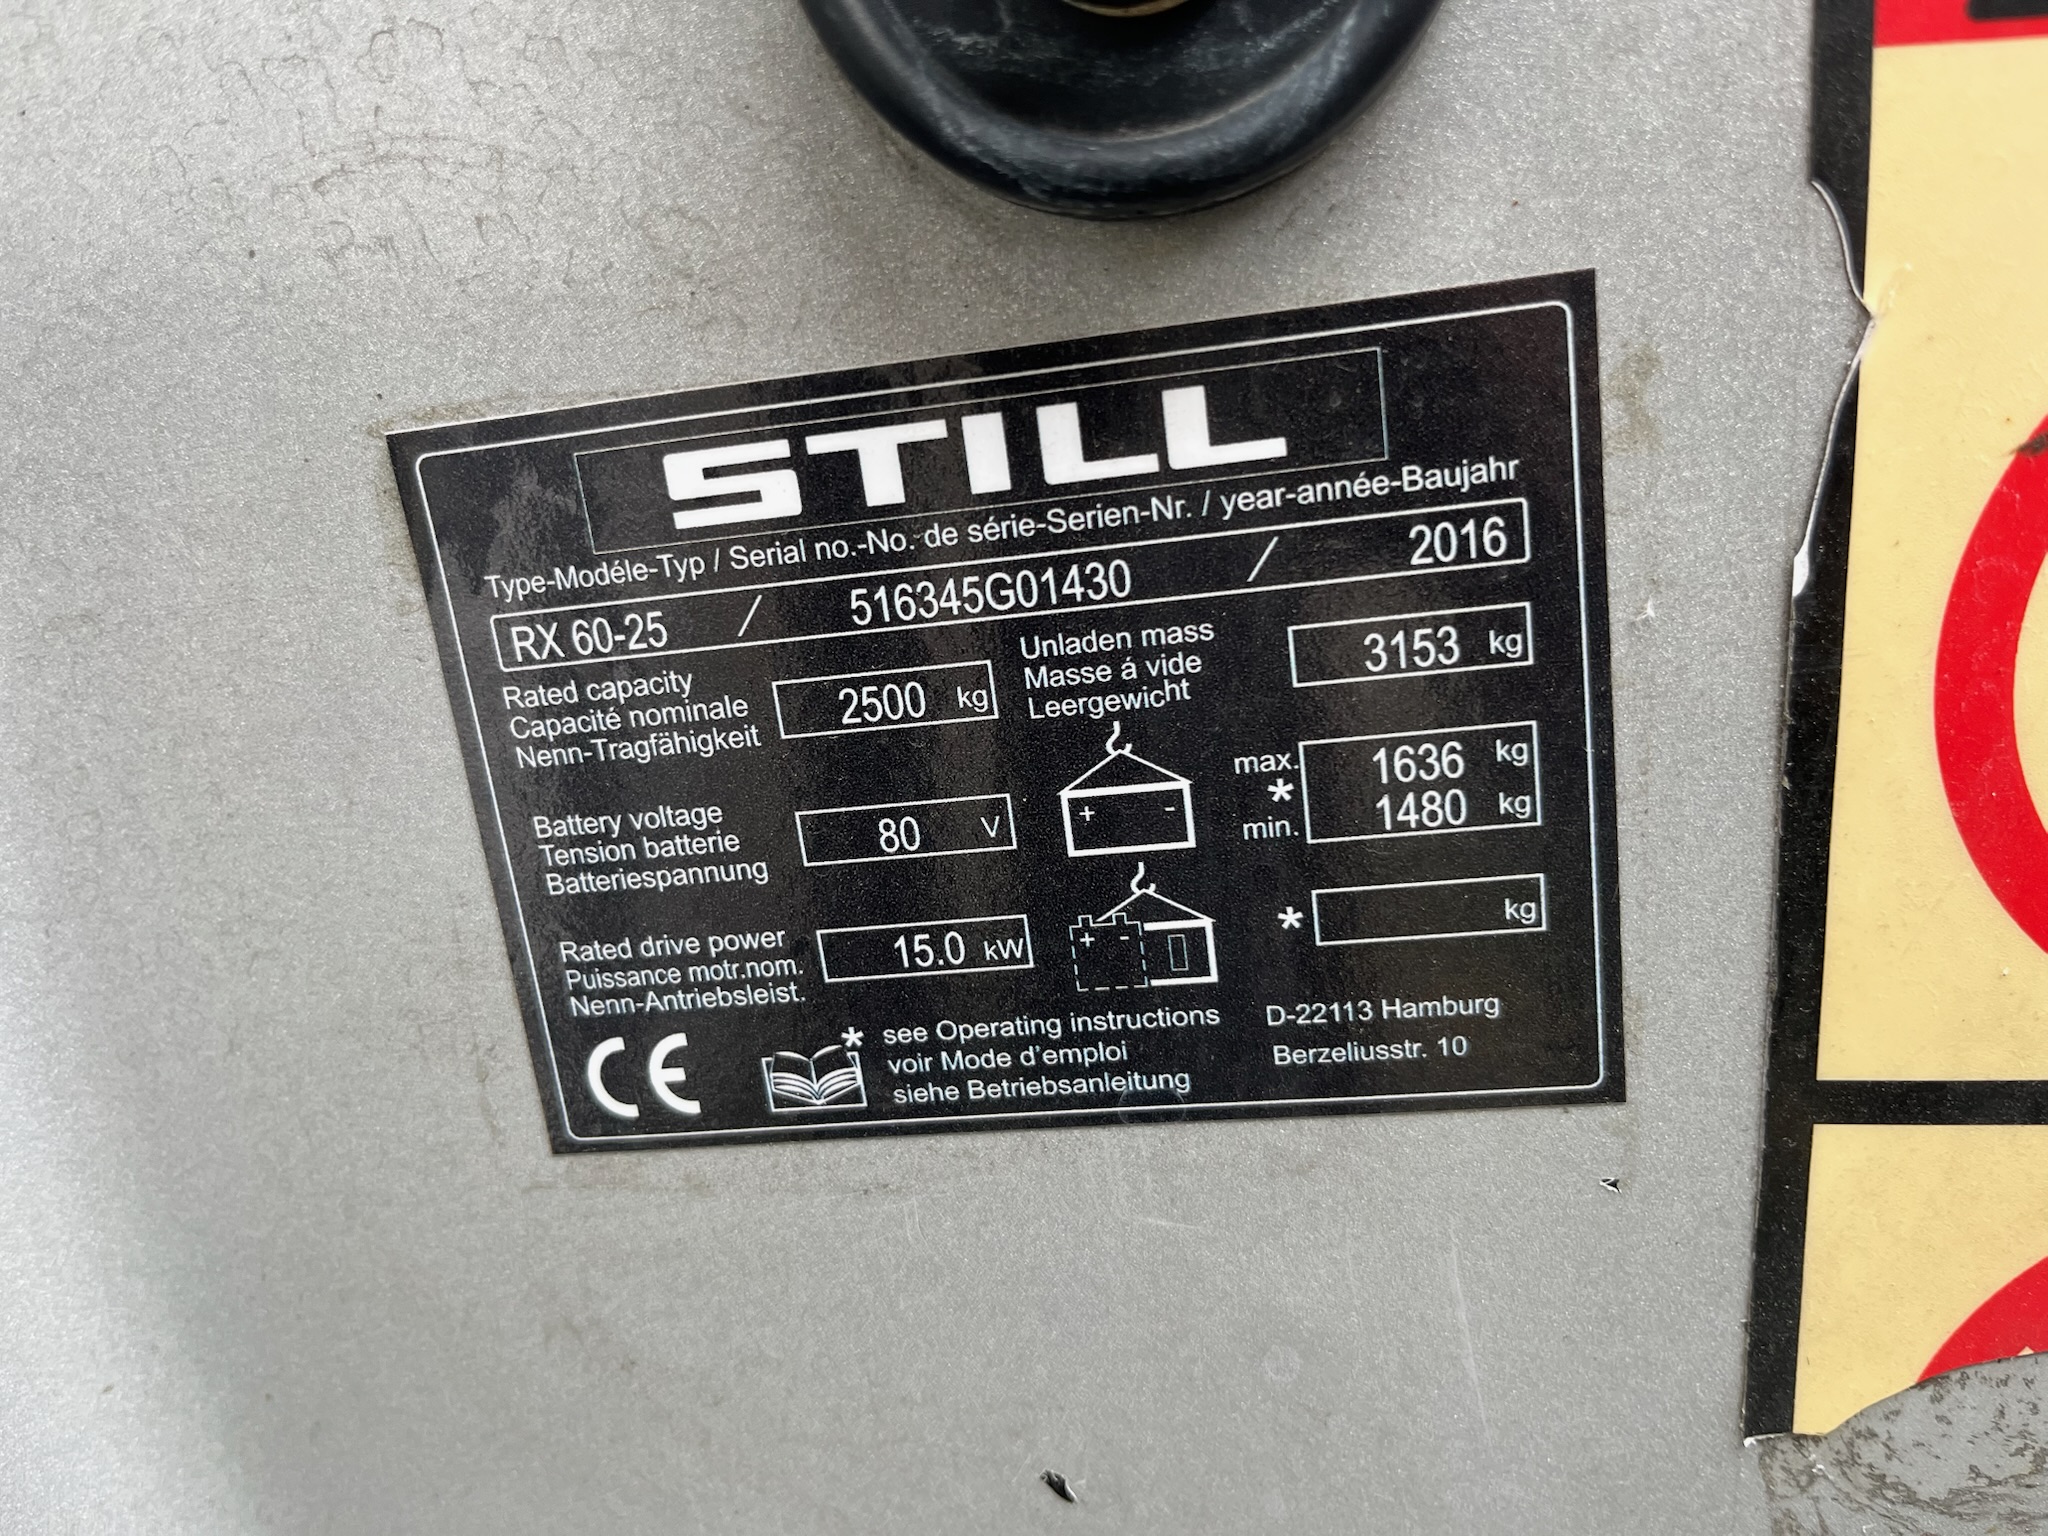 STILL
Type-Modéle-Typ / Serial no.-No. de série-Serien-Nr. / year-année-Baujahr
RX 60-25 / 516345G01430 / 2016
Rated capacity
Capacité nominale
Nenn-Tragfähigkeit
2500 kg
Unladen mass
Masse á vide
Leergewicht
3153 kg
Battery voltage
Tension batterie
Batteriespannung
80 V
+ -
max. 1636 kg
*
min. 1480 kg
Rated drive power
Puissance motr.nom.
Nenn-Antriebsleist.
15.0 kW
+ -
* kg
CE
* see Operating instructions
voir Mode d'emploi
siehe Betriebsanleitung
D-22113 Hamburg
Berzeliusstr. 10